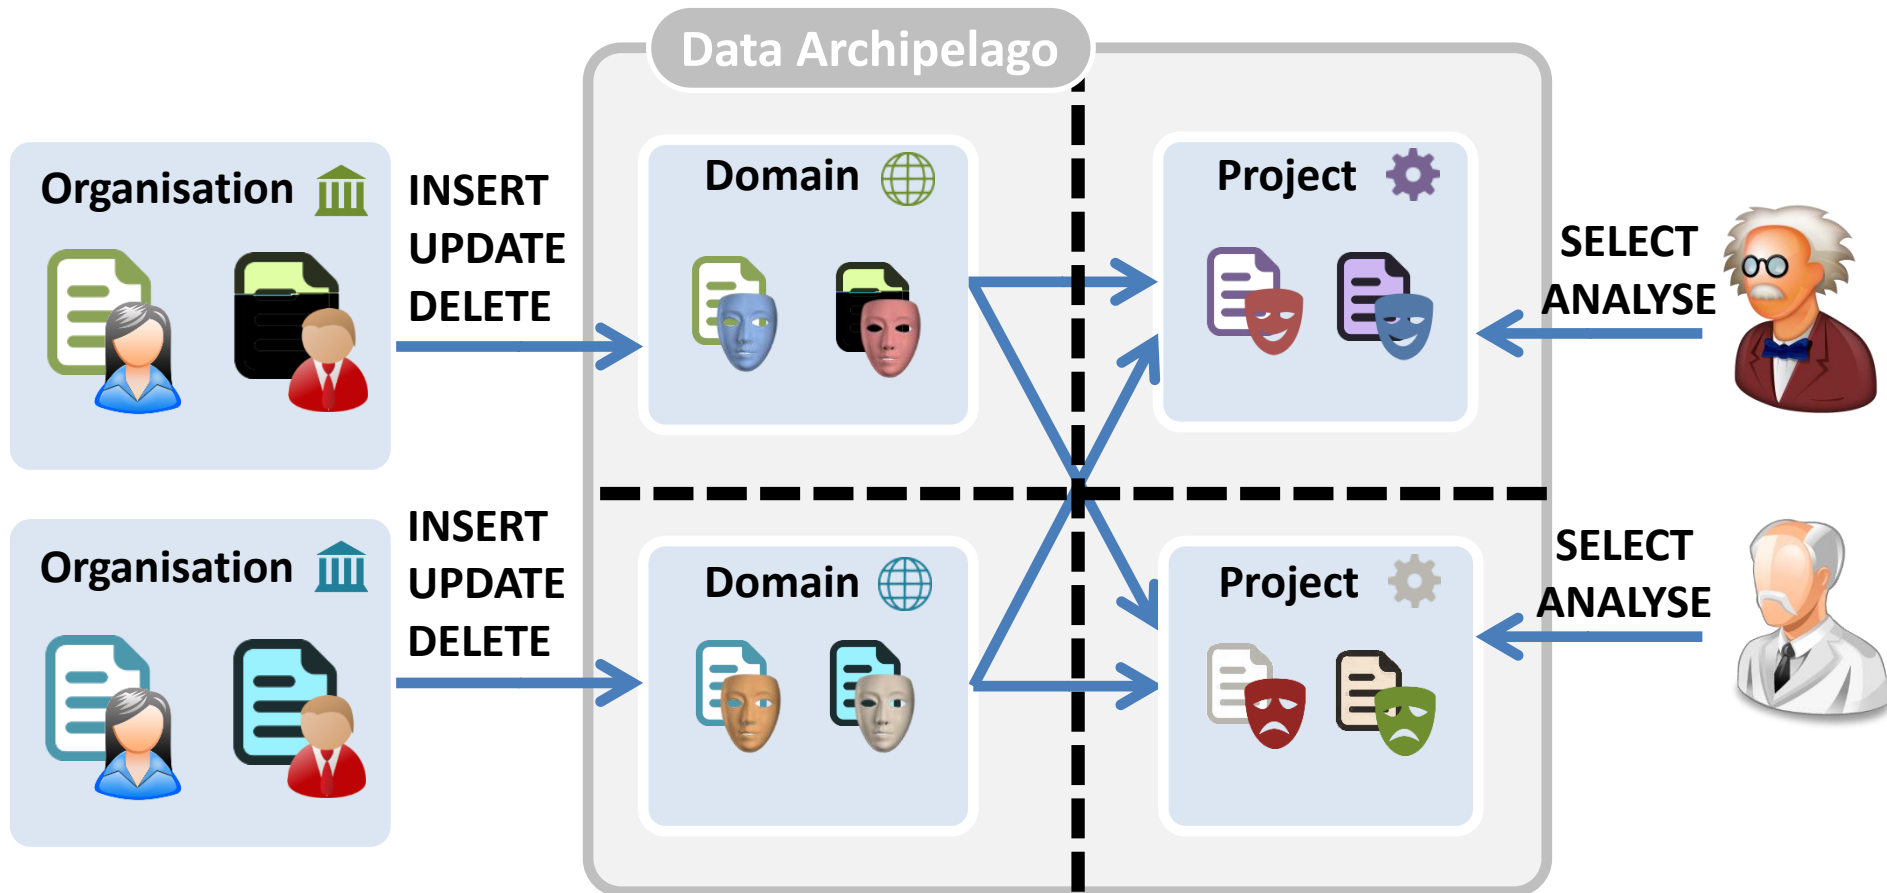 Data Archipelago
Organisation
INSERT
UPDATE
DELETE
Domain
Project
SELECT
ANALYSE
Organisation
INSERT
UPDATE
DELETE
Domain
Project
SELECT
ANALYSE